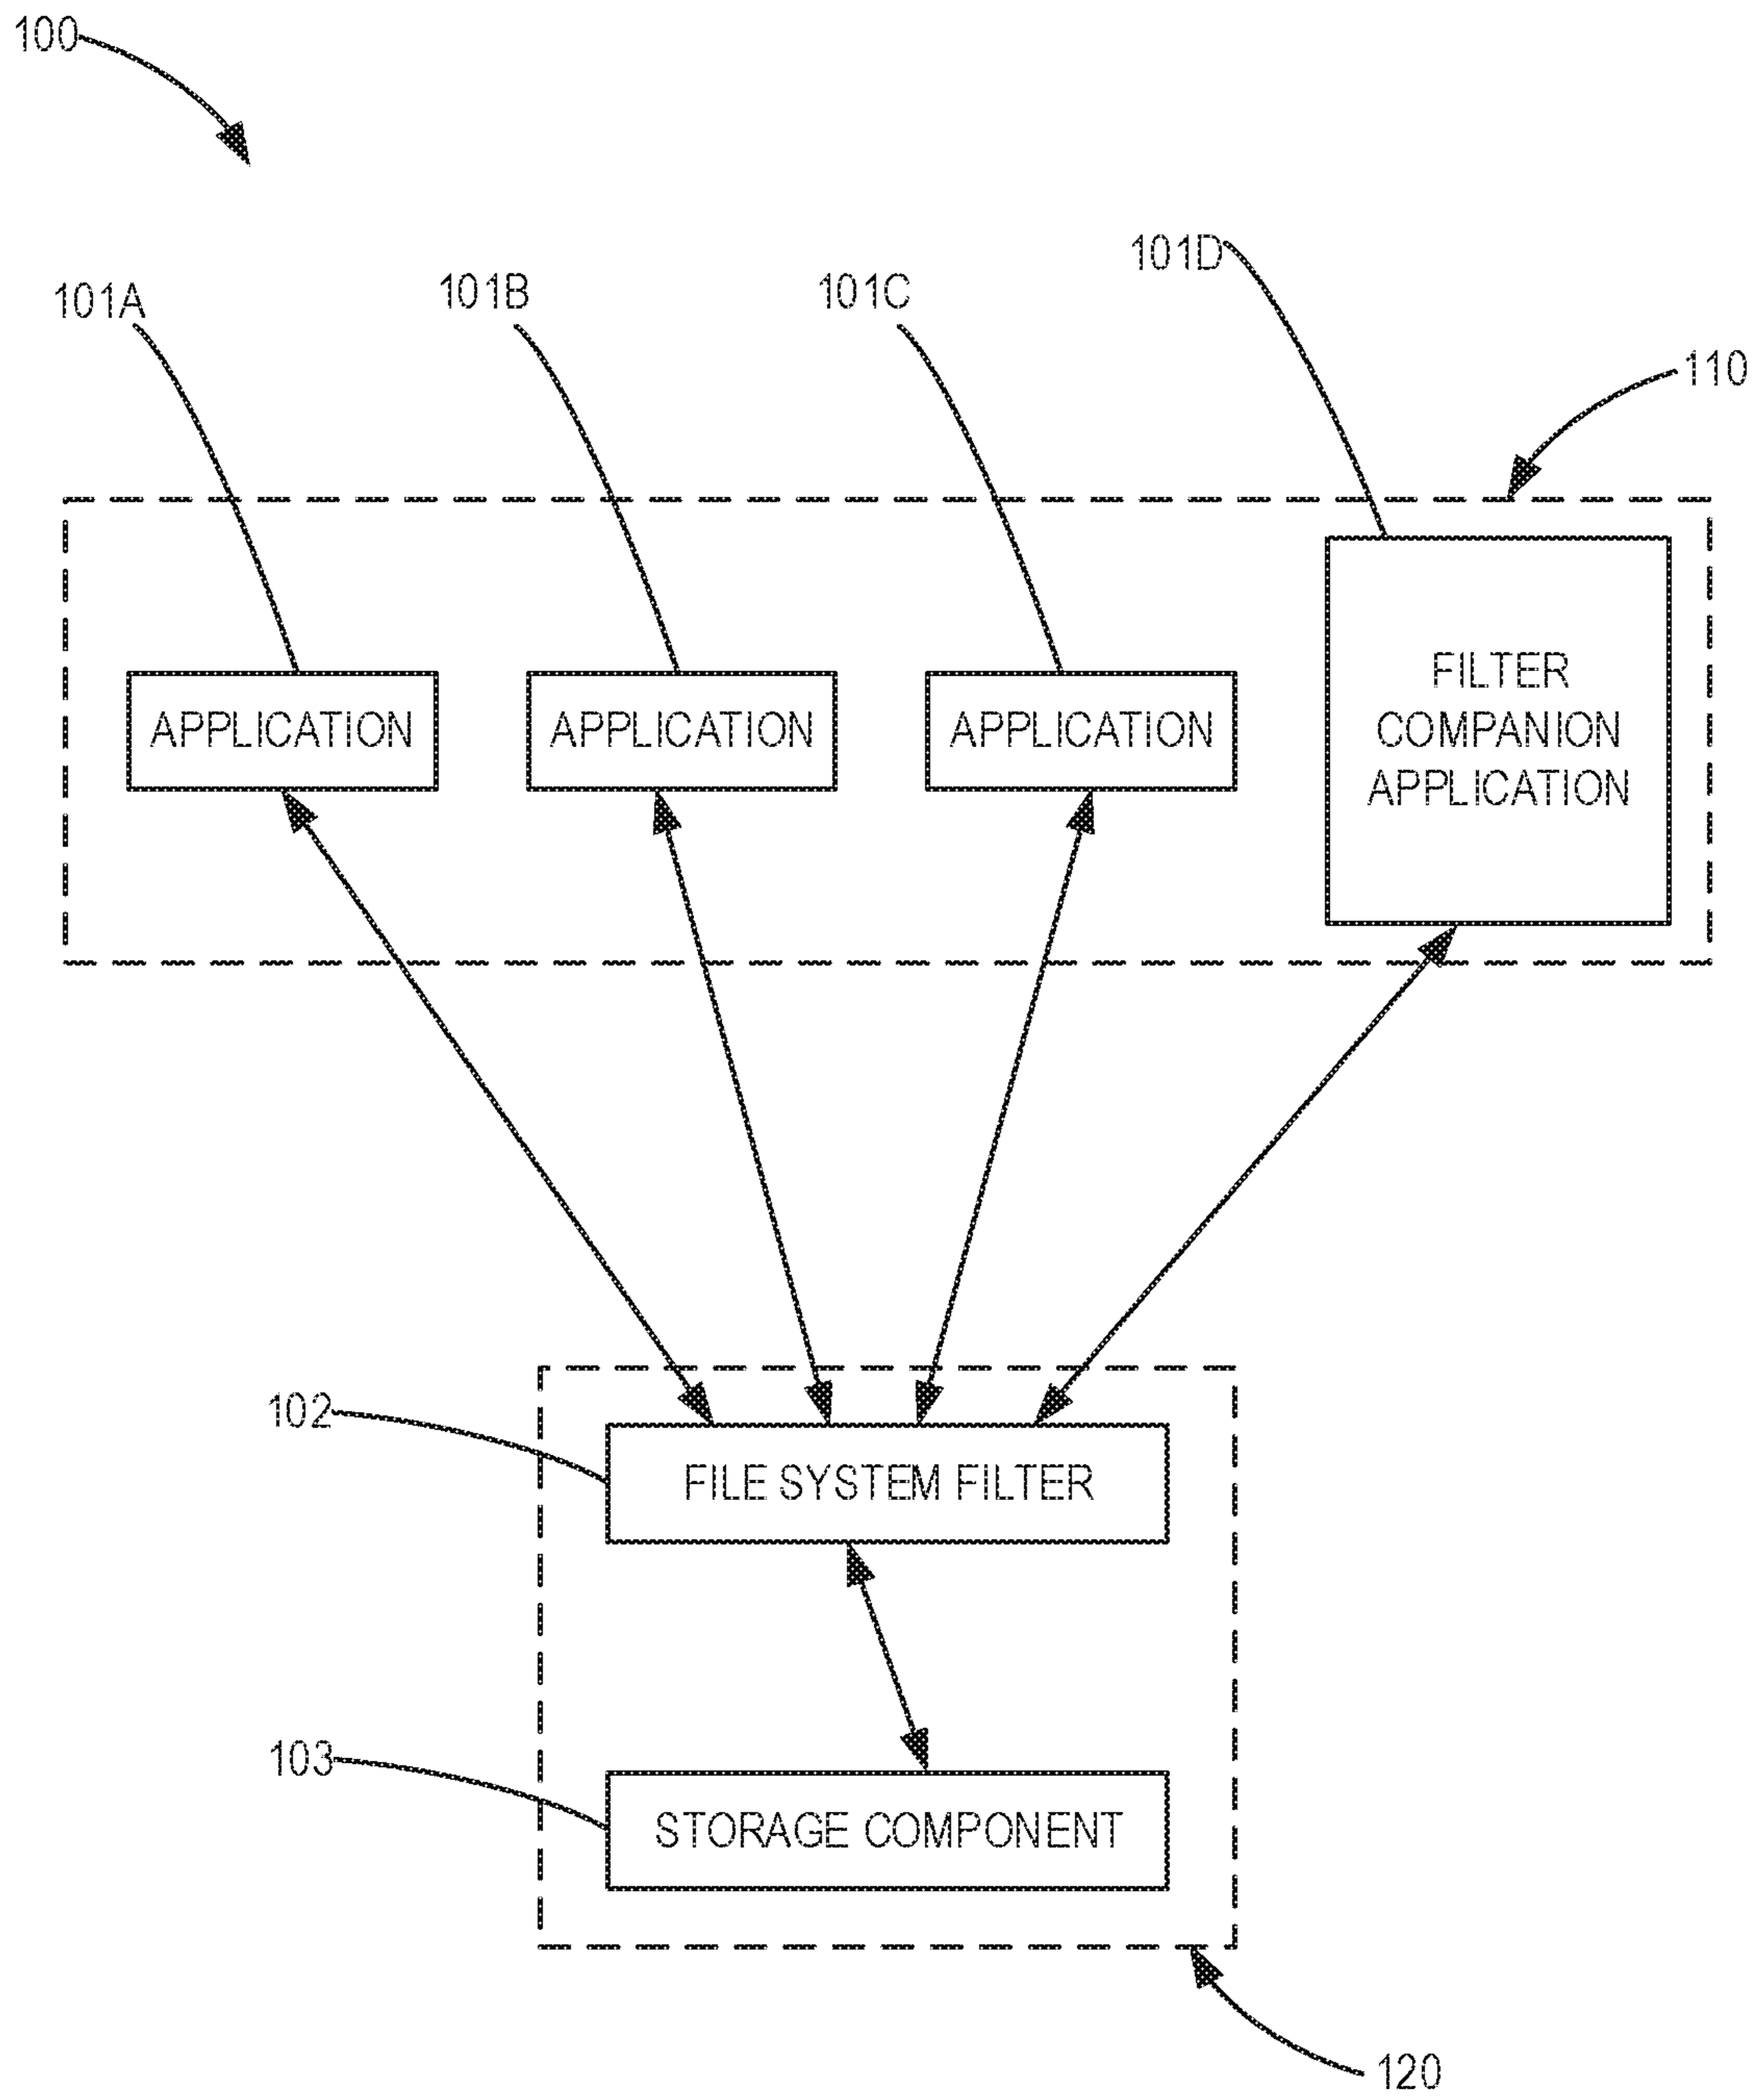 100
101A
101B
101C
101D
110
APPLICATION
APPLICATION
APPLICATION
FILTER
COMPANION
APPLICATION
102
FILE SYSTEM FILTER
103
STORAGE COMPONENT
120